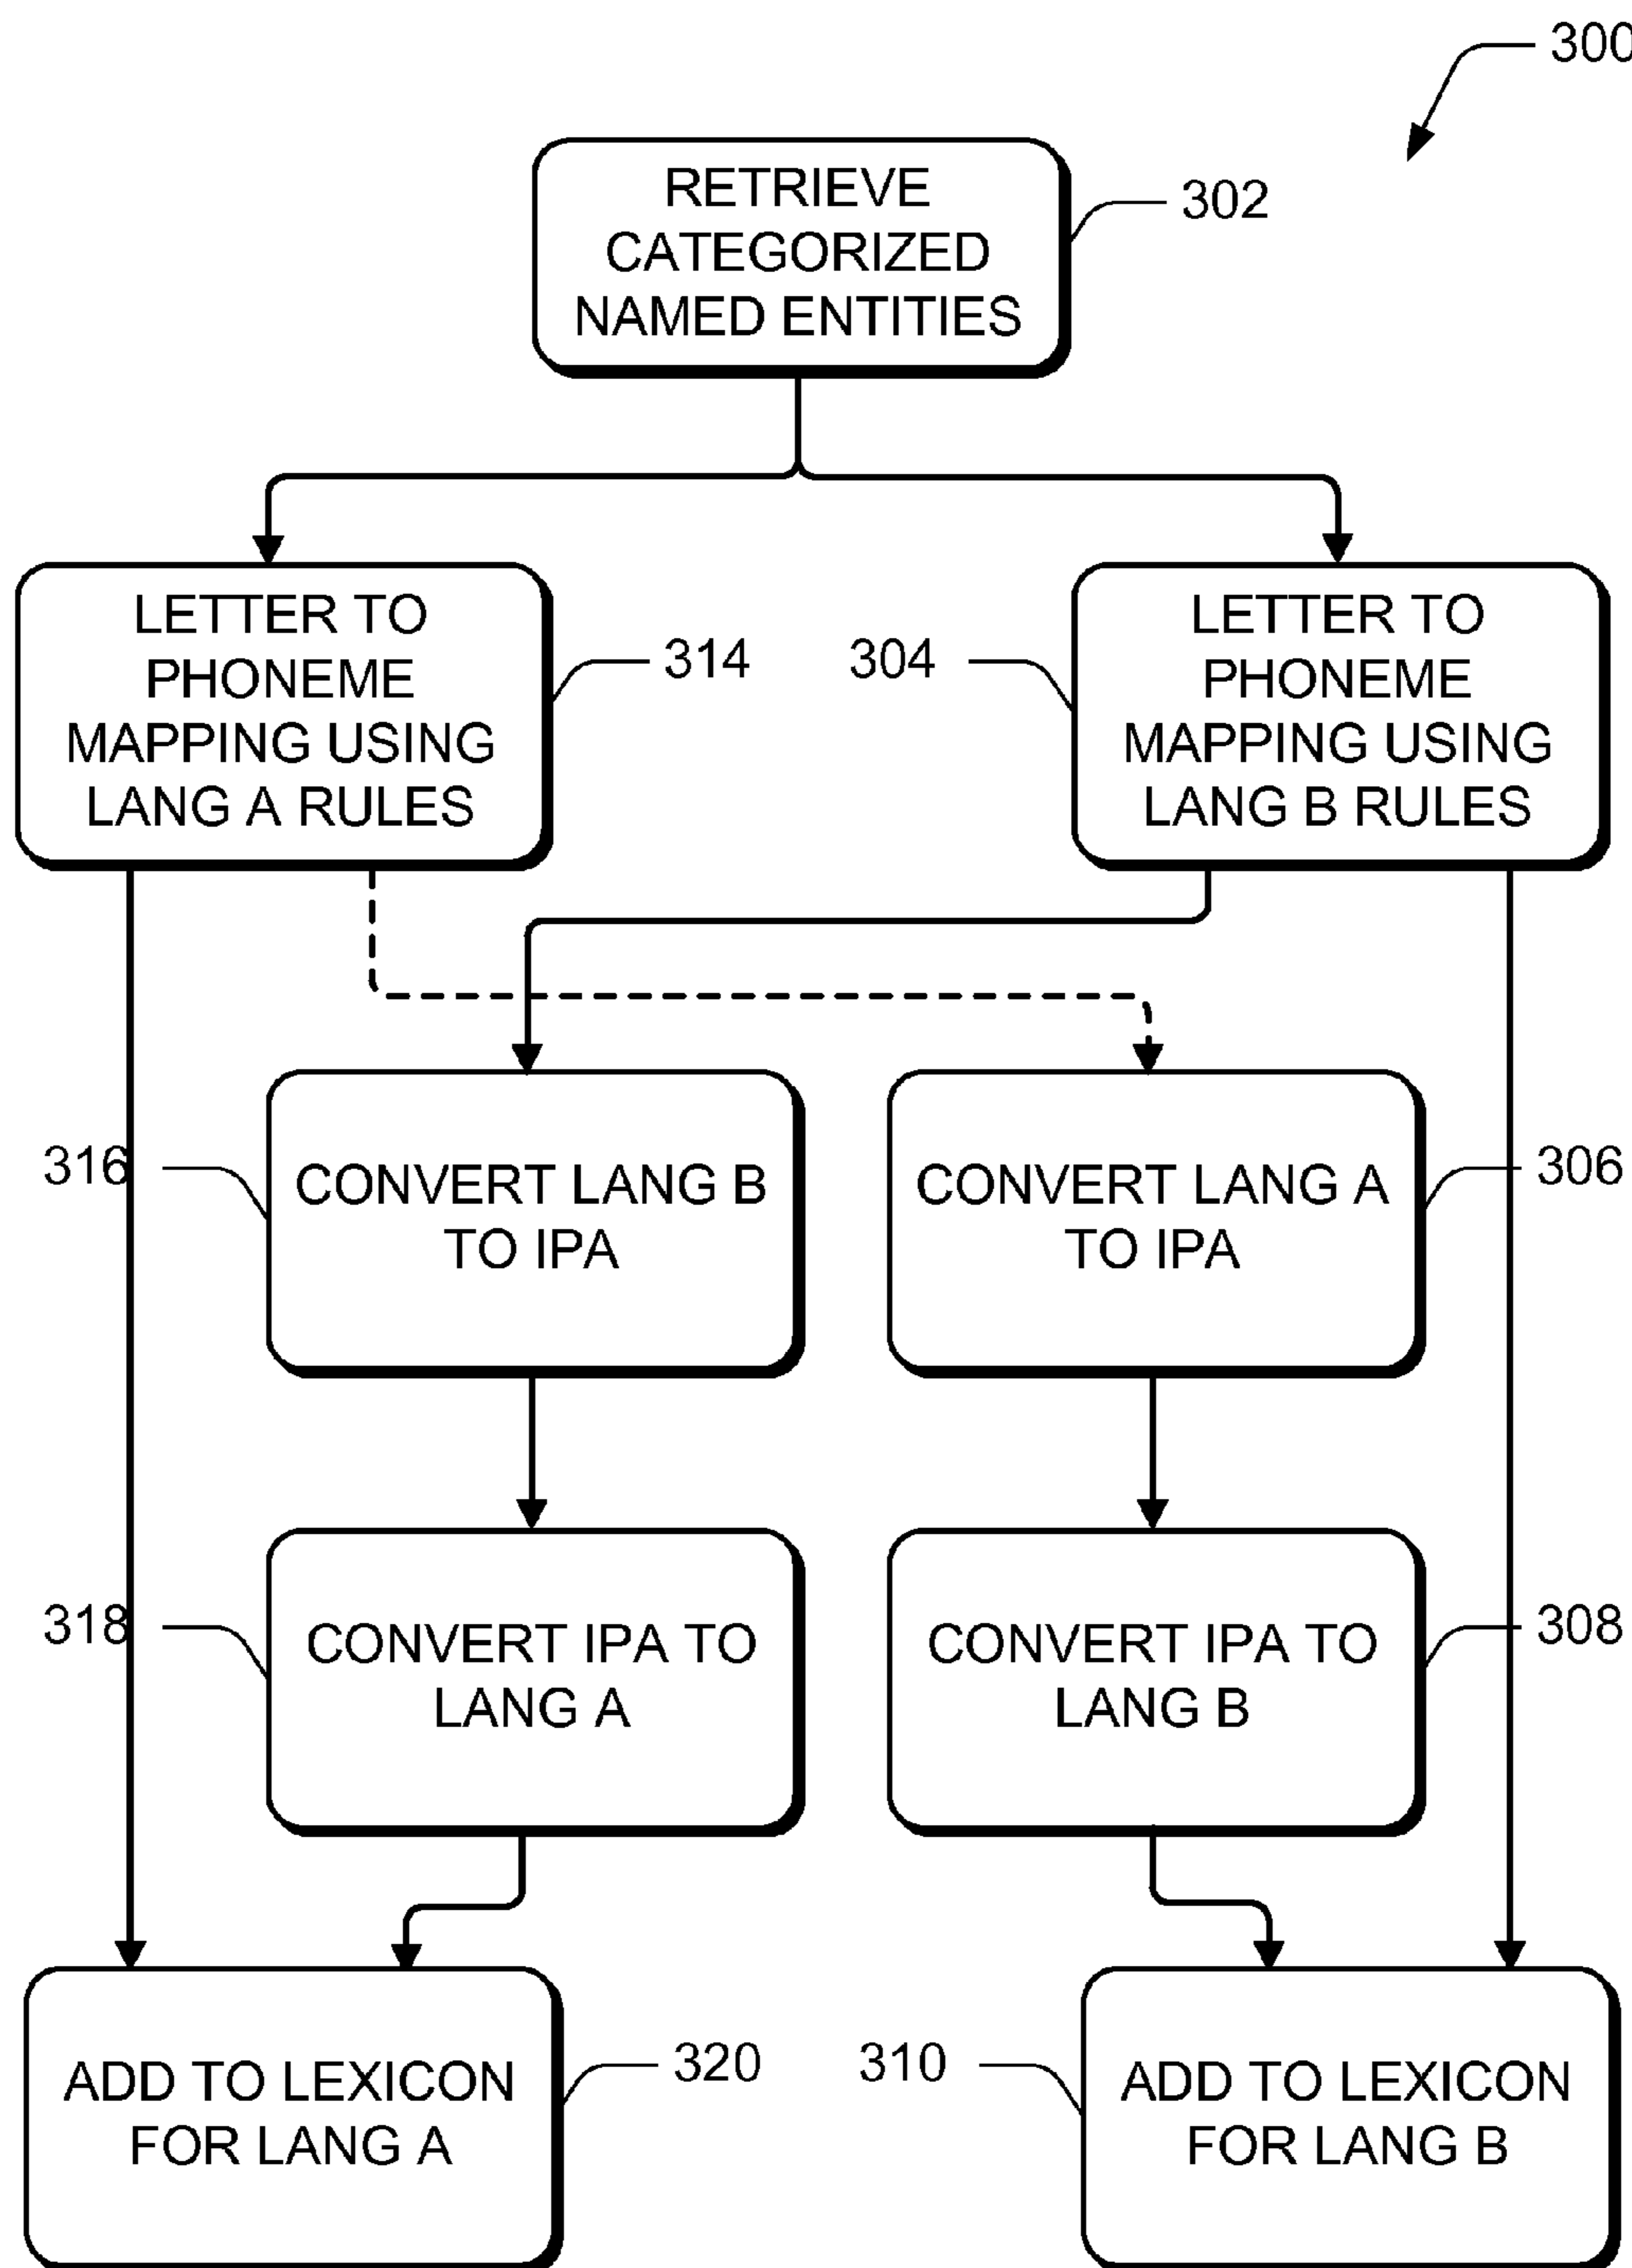 300
RETRIEVE
CATEGORIZED
NAMED ENTITIES
302
LETTER TO
PHONEME
MAPPING USING
LANG A RULES
314
304
LETTER TO
PHONEME
MAPPING USING
LANG B RULES
316
CONVERT LANG B
TO IPA
CONVERT LANG A
TO IPA
306
318
CONVERT IPA TO
LANG A
CONVERT IPA TO
LANG B
308
ADD TO LEXICON
FOR LANG A
320
310
ADD TO LEXICON
FOR LANG B